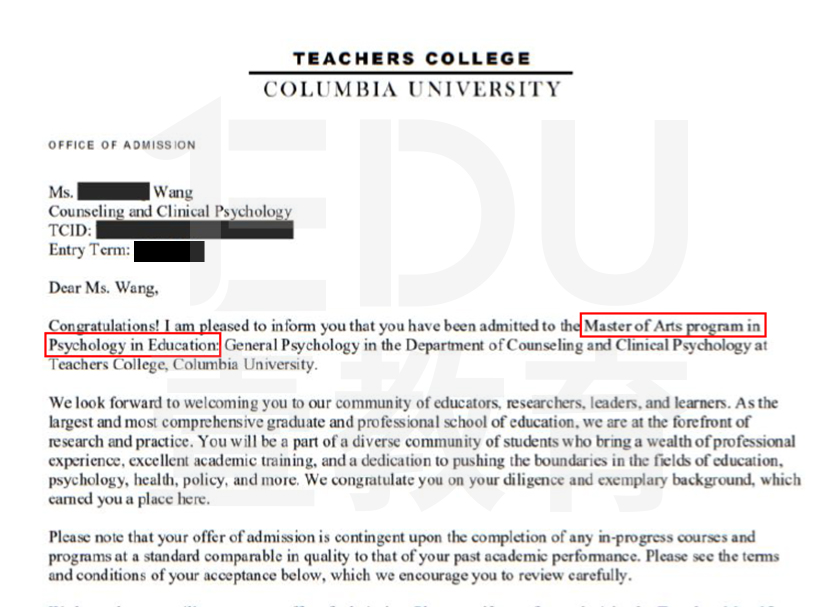 TEACHERS COLLEGE
COLUMBIA UNIVERSITY
OFFICE OF ADMISSION
Ms. Wang
Counseling and Clinical Psychology
TCID:
Entry Term:
Dear Ms. Wang,
Congratulations! I am pleased to inform you that you have been admitted to the Master of Arts program in
Psychology in Education: General Psychology in the Department of Counseling and Clinical Psychology at
Teachers College, Columbia University.
We look forward to welcoming you to our community of educators, researchers, leaders, and learners. As the
largest and most comprehensive graduate and professional school of education, we are at the forefront of
research and practice. You will be a part of a diverse community of students who bring a wealth of professional
experience, excellent academic training, and a dedication to pushing the boundaries in the fields of education,
psychology, health, policy, and more. We congratulate you on your diligence and exemplary background, which
earned you a place here.
Please note that your offer of admission is contingent upon the completion of any in-progress courses and
programs at a standard comparable in quality to that of your past academic performance. Please see the terms
and conditions of your acceptance below, which we encourage you to review carefully.
1EDU
壹教育